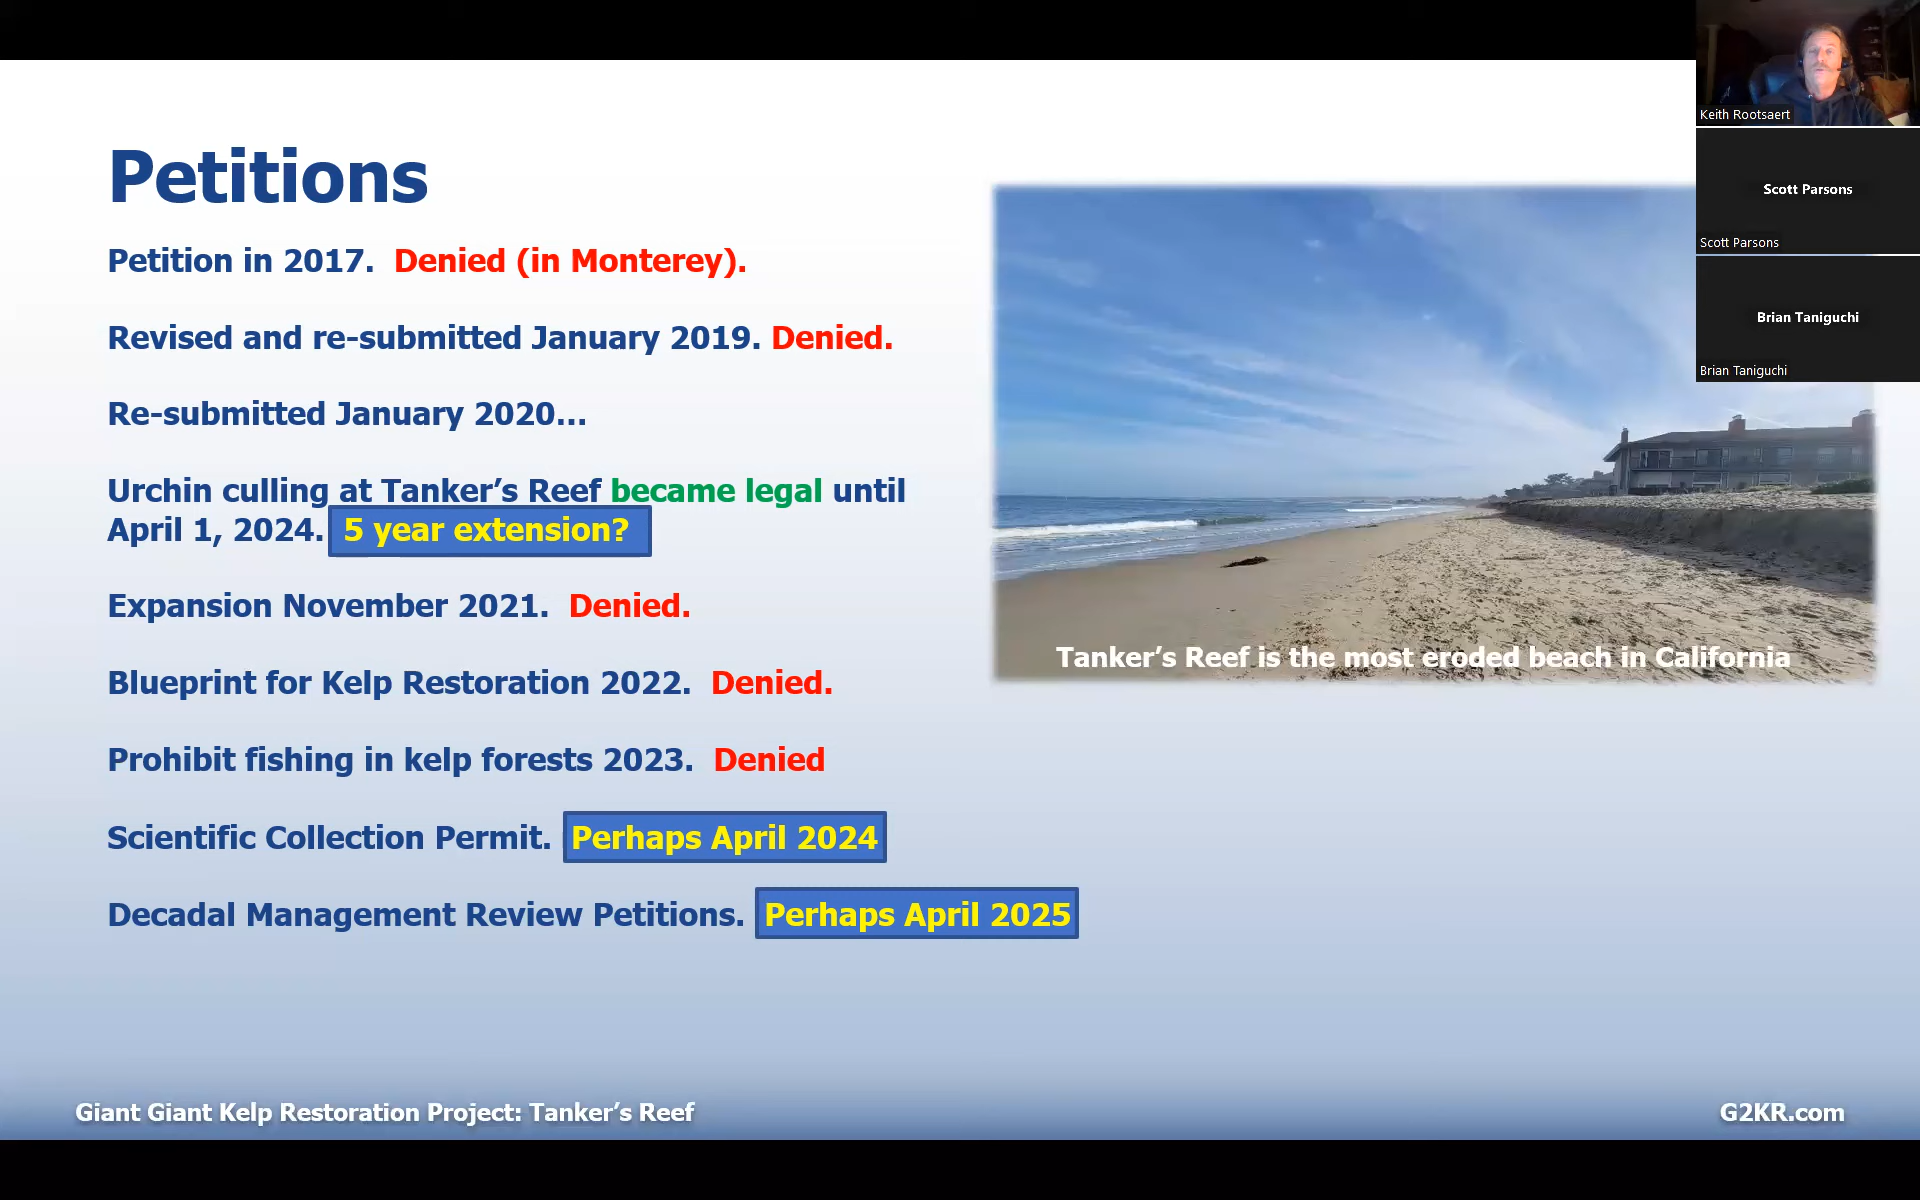 Petitions
Petition in 2017.  Denied (in Monterey).
Revised and re-submitted January 2019. Denied.
Re-submitted January 2020...
Urchin culling at Tanker's Reef became legal until
April 1, 2024. 5 year extension?
Expansion November 2021.  Denied.
Blueprint for Kelp Restoration 2022.  Denied.
Prohibit fishing in kelp forests 2023.  Denied
Scientific Collection Permit. Perhaps April 2024
Decadal Management Review Petitions. Perhaps April 2025
Tanker's Reef is the most eroded beach in California
Keith Rootsaert
Scott Parsons
Scott Parsons
Brian Taniguchi
Brian Taniguchi
Giant Giant Kelp Restoration Project: Tanker's Reef
G2KR.com